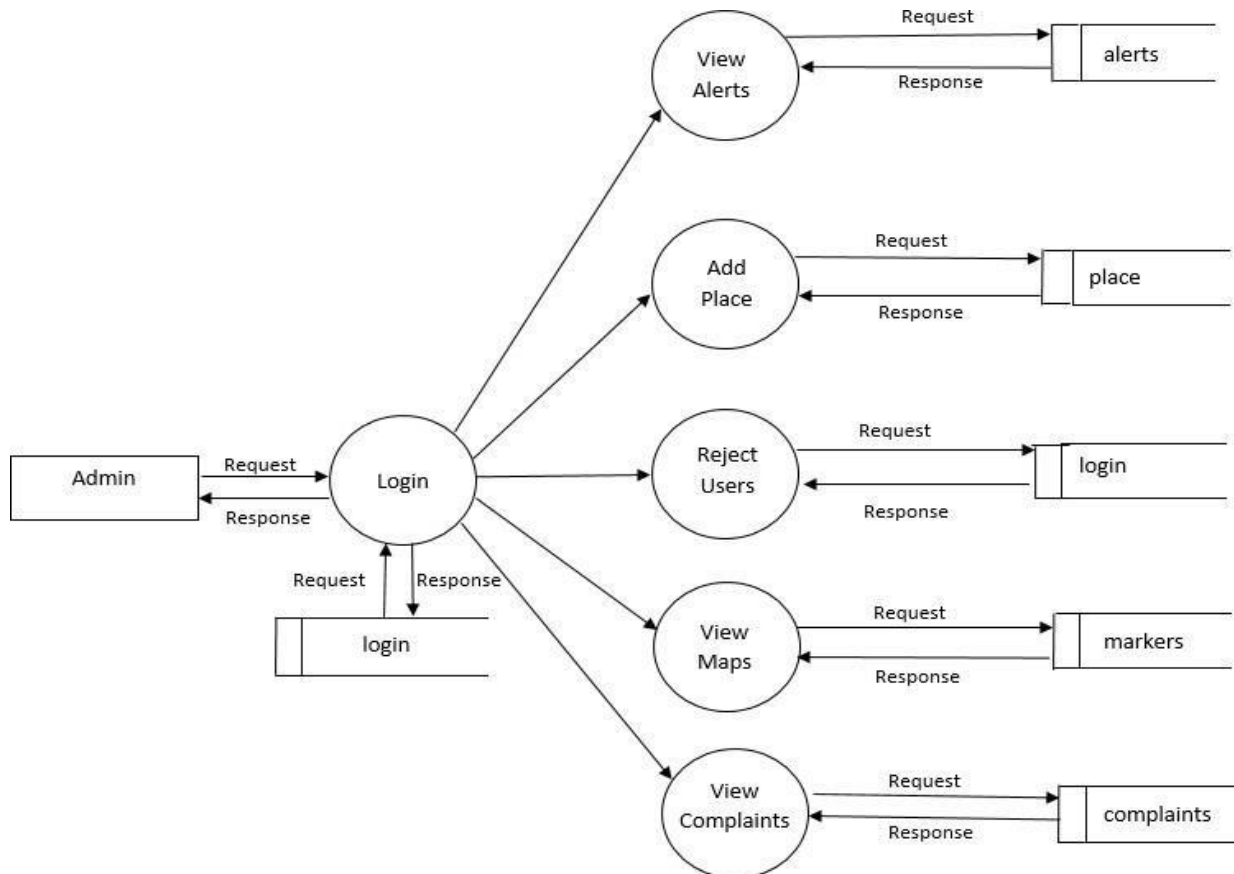 Request
View
Alerts
alerts
Response
Request
Add
Place
place
Response
Request
Reject
Users
login
Response
Admin
Request
Login
Response
Request
Response
login
Request
View
Maps
markers
Response
Request
View
Complaints
complaints
Response